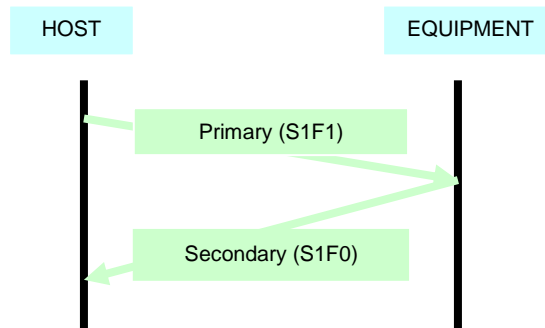 HOST
EQUIPMENT
Primary (S1F1)
Secondary (S1F0)